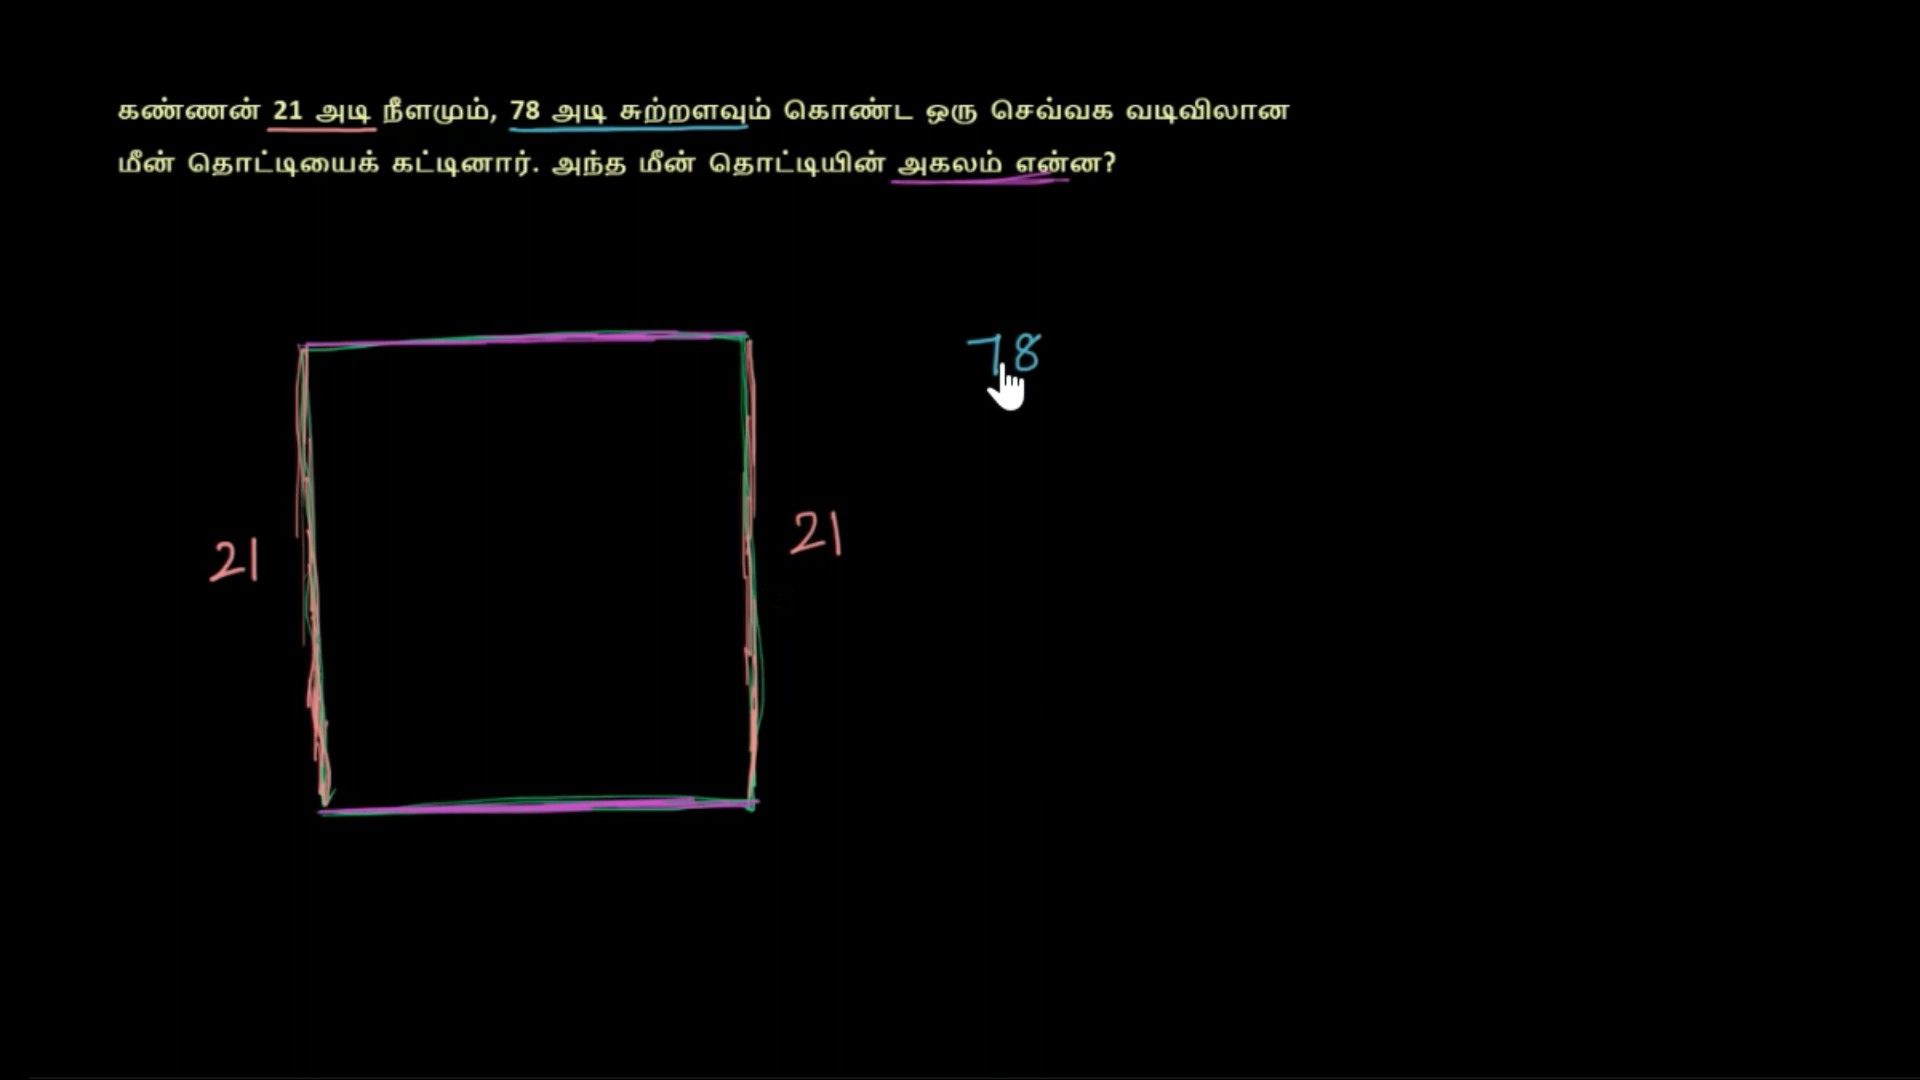 கண்ணன் 21 அடி நீளமும், 78 அடி சுற்றளவும் கொண்ட ஒரு செவ்வக வடிவிலான
மீன் தொட்டியைக் கட்டினார். அந்த மீன் தொட்டியின் அகலம் என்ன?
78
21
21